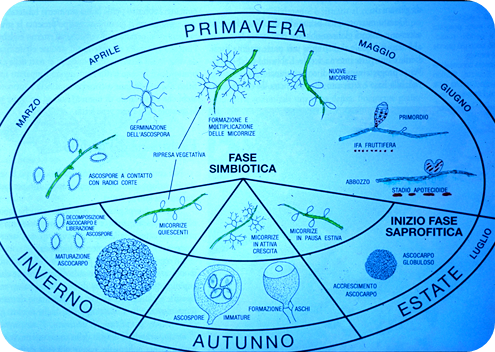 PRIMAVERA
MARZO
APRILE
MAGGIO
GIUGNO
GERMINAZIONE
DELL'ASCOSPORA
FORMAZIONE E
MOLTIPLICAZIONE
DELLE MICORRIZE
NUOVE
MICORRIZE
PRIMORDIO
IFA FRUTTIFERA
RIPRESA VEGETATIVA
FASE
SIMBIOTICA
ASCOSPORE A CONTATTO
CON RADICI CORTE
ABBOZZO
STADIO APOTECIOIDE
DECOMPOSIZIONE
ASCOCARPO E
LIBERAZIONE
ASCOSPORE
MICORRIZE
QUIESCENTI
MICORRIZE
IN ATTIVA
CRESCITA
MICORRIZE
IN PAUSA ESTIVA
INIZIO FASE
SAPROFITICA
LUGLIO
MATURAZIONE
ASCOCARPO
ASCOCARPO
GLOBULOSO
ACCRESCIMENTO
ASCOCARPO
INVERNO
ESTATE
FORMAZIONE ASCHI
ASCOSPORE IMMATURE
AUTUNNO